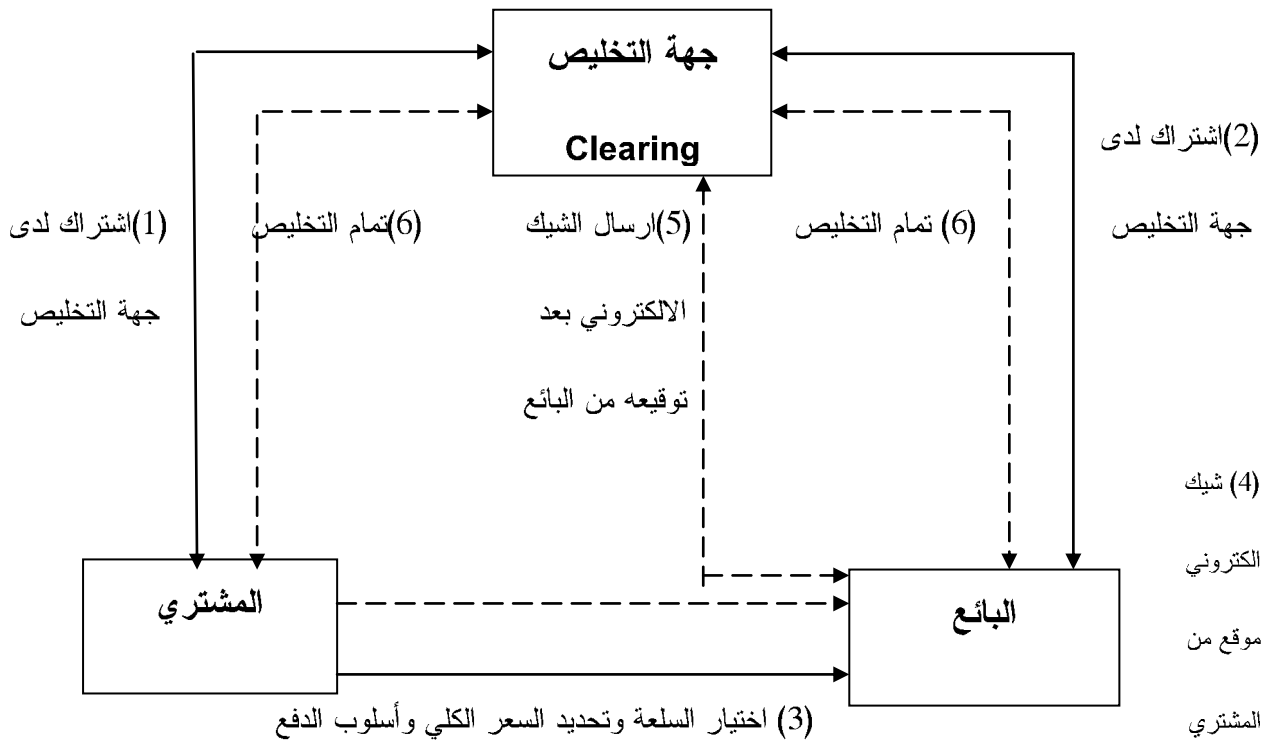 جهة التخليص
Clearing
(2)اشتراك لدى
جهة التخليص
(6) تمام التخليص
(5)ارسال الشيك
الالكتروني بعد
توقيعه من البائع
(6)تمام التخليص
(1)اشتراك لدى
جهة التخليص
(4) شيك
الكتروني
موقع من
المشتري
البائع
المشتري
(3) اختيار السلعة وتحديد السعر الكلي وأسلوب الدفع